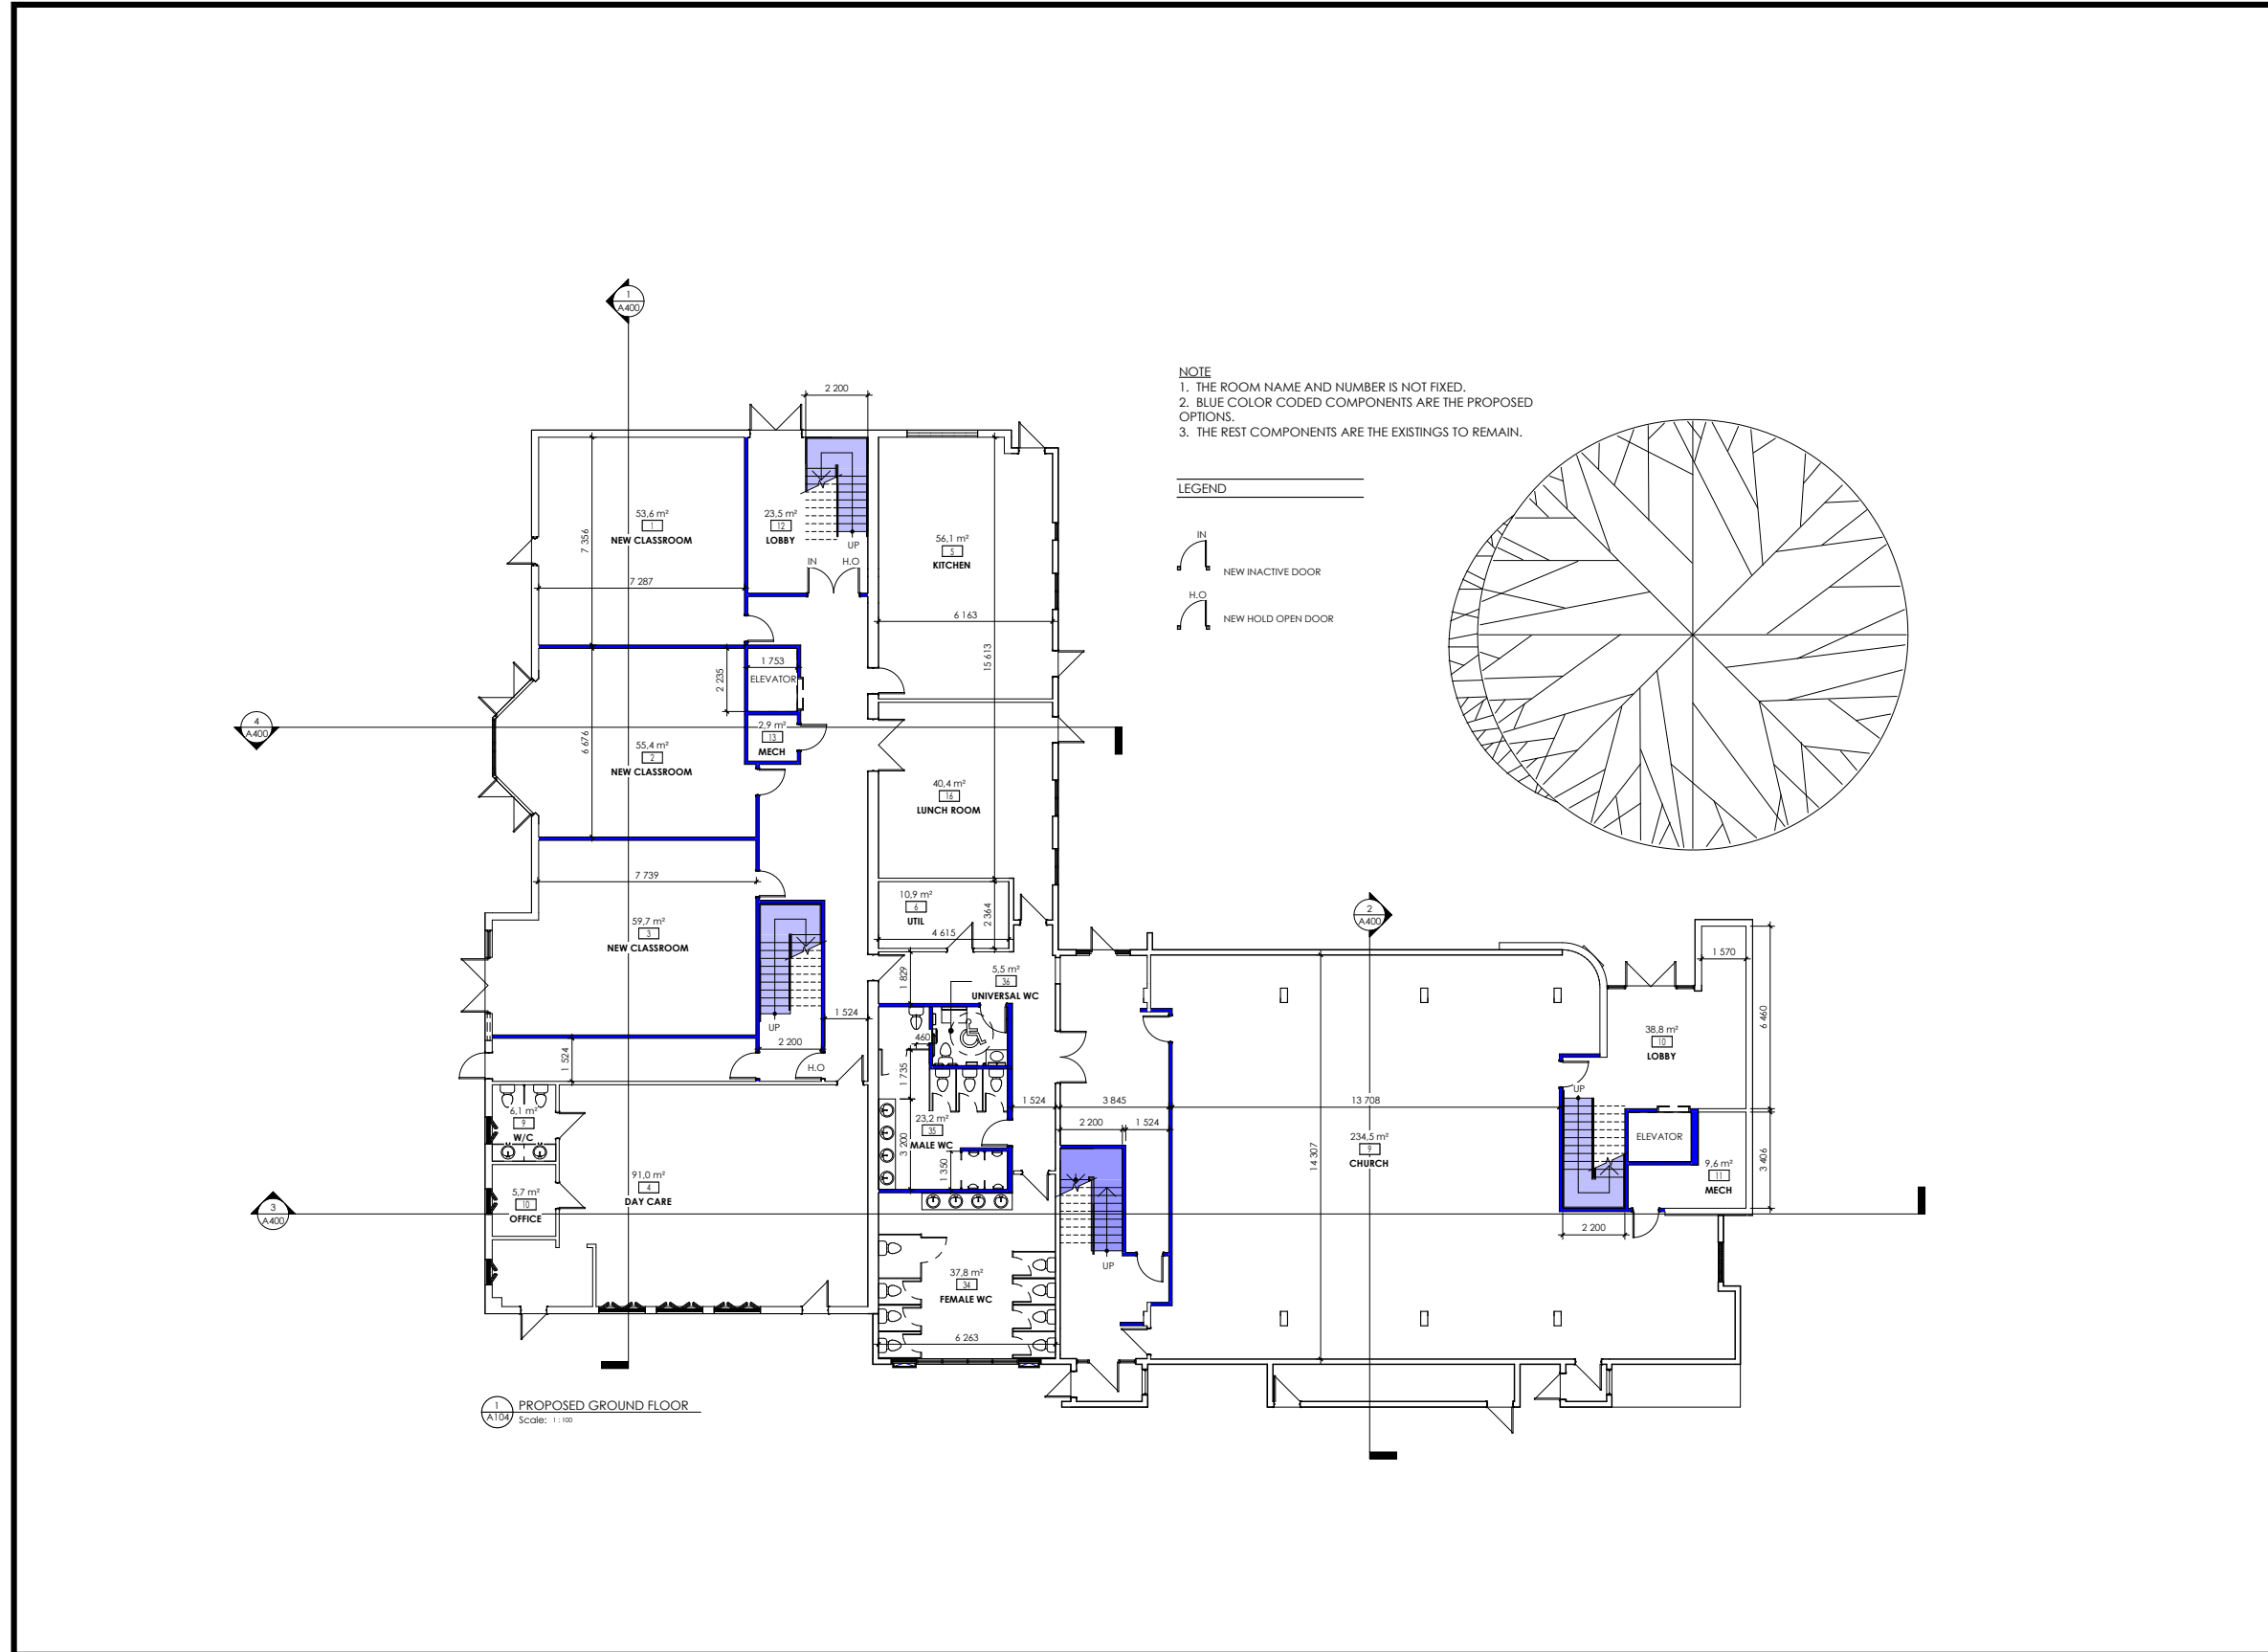 1
A400
NOTE
1. THE ROOM NAME AND NUMBER IS NOT FIXED.
2. BLUE COLOR CODED COMPONENTS ARE THE PROPOSED
OPTIONS.
3. THE REST COMPONENTS ARE THE EXISTINGS TO REMAIN.
LEGEND
IN
NEW INACTIVE DOOR
H.O
NEW HOLD OPEN DOOR
2 200
53,6 m²
1
NEW CLASSROOM
7 356
7 287
23,5 m²
12
LOBBY
UP
IN
H.O
56,1 m²
5
KITCHEN
6 163
15 613
1 753
ELEVATOR
2 235
2,9 m²
13
MECH
4
A400
55,4 m²
2
NEW CLASSROOM
6 676
40,4 m²
16
LUNCH ROOM
7 739
59,7 m²
3
NEW CLASSROOM
10,9 m²
6
UTIL
4 615
2 364
2
A400
1 829
5,5 m²
36
UNIVERSAL WC
1 524
UP
2 200
H.O
1 524
460
1 735
23,2 m²
35
MALE WC
3 200
1 350
1 524
3 845
2 200
1 524
13 708
14 307
234,5 m²
9
CHURCH
1 570
6 460
38,8 m²
10
LOBBY
UP
ELEVATOR
9,6 m²
11
MECH
3 406
2 200
6,1 m²
9
W/C
5,7 m²
10
OFFICE
91,0 m²
4
DAY CARE
3
A400
UP
37,8 m²
34
FEMALE WC
6 263
1
A104
PROPOSED GROUND FLOOR
Scale: 1 : 100